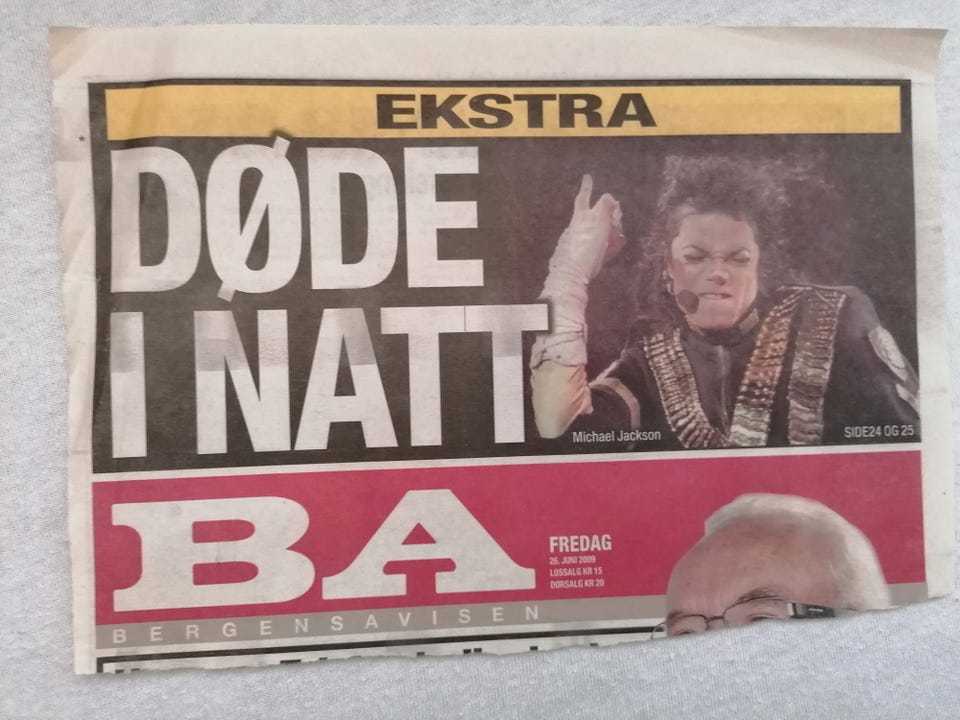 EKSTRA
DØDE
I NATT
Michael Jackson
SIDE24 OG 25
BA
FREDAG
26. JUNI 2009
LØSSALG KR 15
DØRSALG KR 20
BERGENSAVISEN